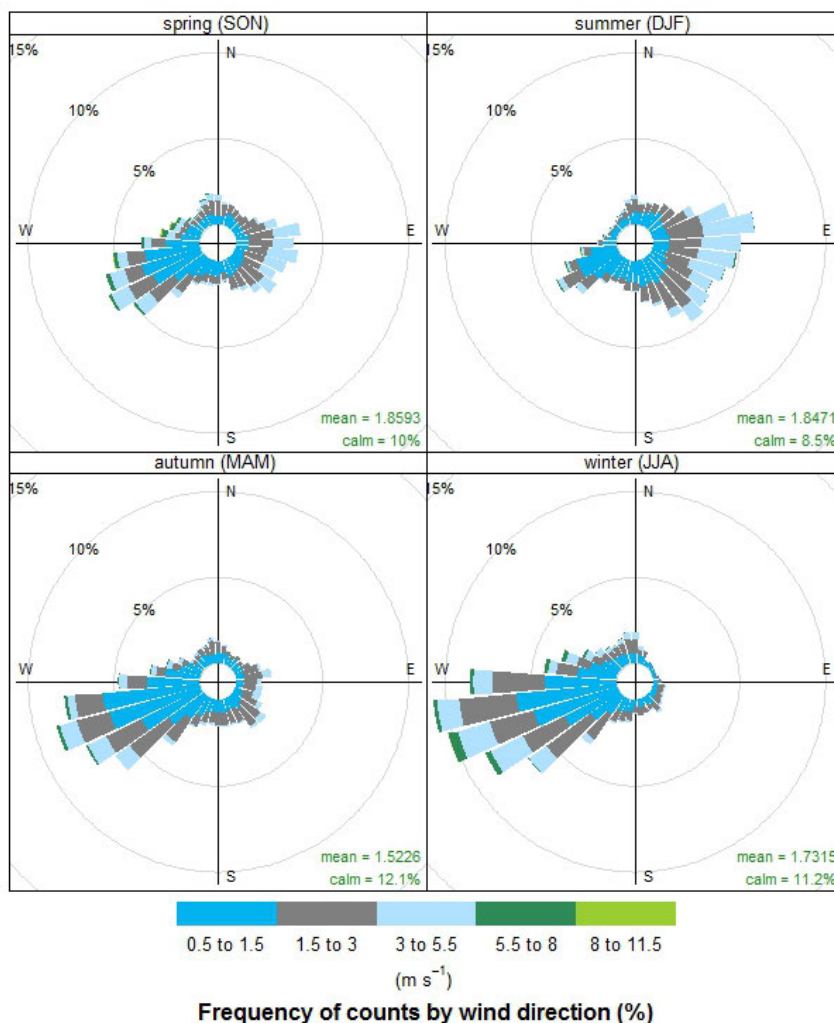 spring (SON)
summer (DJF)
15%
N
10%
5%
W
E
S
mean = 1.8593
calm = 10%
15%
N
10%
5%
W
E
S
mean = 1.8471
calm = 8.5%
autumn (MAM)
winter (JJA)
15%
N
10%
5%
W
E
S
mean = 1.5226
calm = 12.1%
15%
N
10%
5%
W
E
S
mean = 1.7315
calm = 11.2%
0.5 to 1.5 1.5 to 3 3 to 5.5 5.5 to 8 8 to 11.5
(m s⁻¹)
Frequency of counts by wind direction (%)